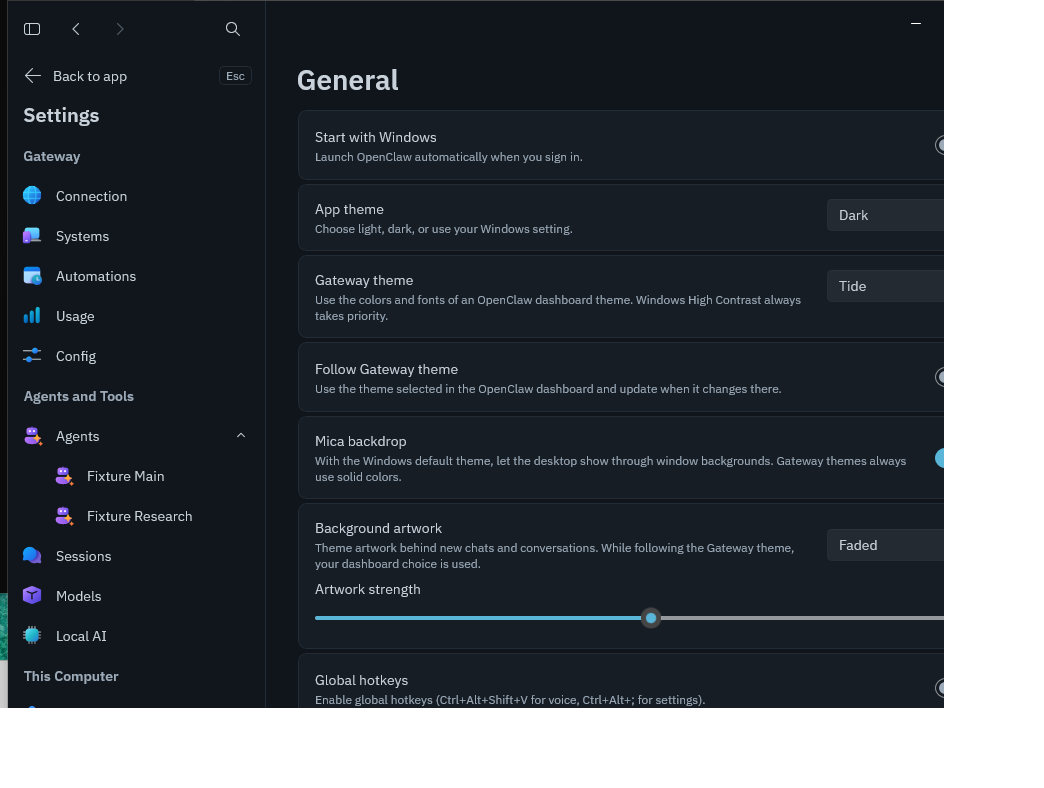 Back to app
Esc
Settings
Gateway
Connection
Systems
Automations
Usage
Config
Agents and Tools
Agents
Fixture Main
Fixture Research
Sessions
Models
Local AI
This Computer
General
Start with Windows
Launch OpenClaw automatically when you sign in.
App theme
Choose light, dark, or use your Windows setting.
Dark
Gateway theme
Use the colors and fonts of an OpenClaw dashboard theme. Windows High Contrast always
takes priority.
Tide
Follow Gateway theme
Use the theme selected in the OpenClaw dashboard and update when it changes there.
Mica backdrop
With the Windows default theme, let the desktop show through window backgrounds. Gateway themes always
use solid colors.
Background artwork
Theme artwork behind new chats and conversations. While following the Gateway theme,
your dashboard choice is used.
Faded
Artwork strength
Global hotkeys
Enable global hotkeys (Ctrl+Alt+Shift+V for voice, Ctrl+Alt+; for settings).